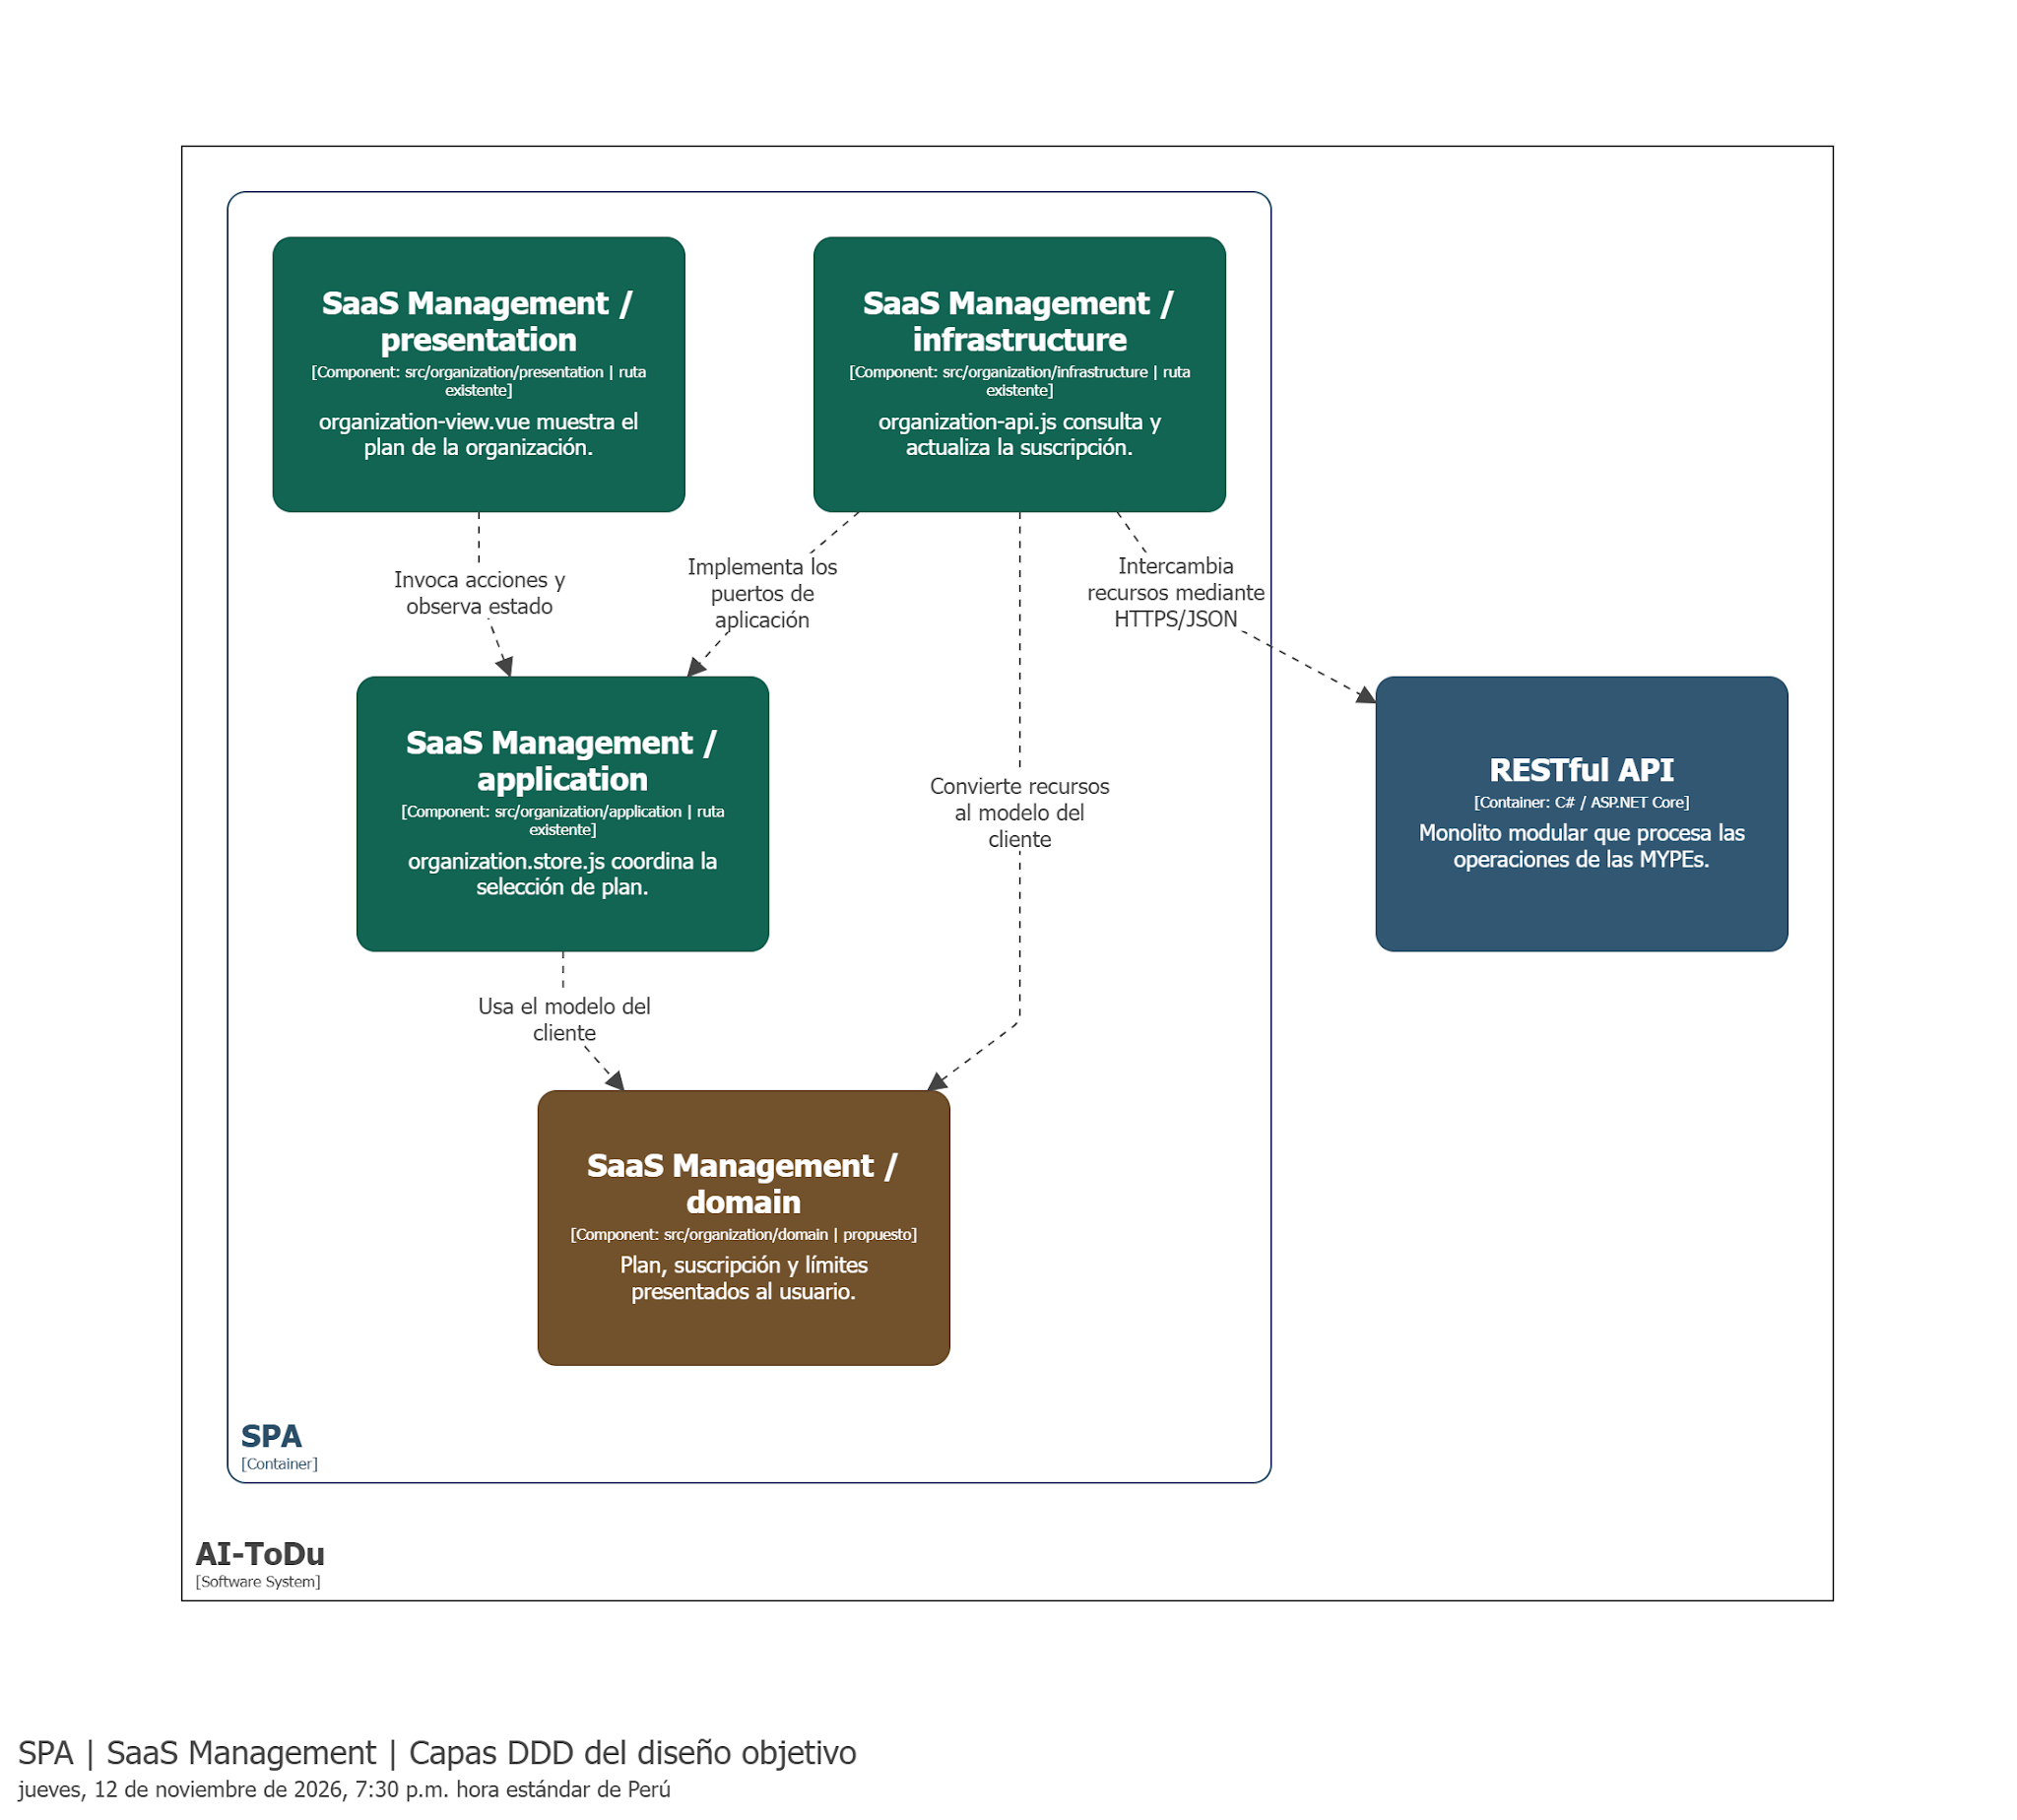 SaaS Management /
presentation
[Component: src/organization/presentation | ruta
existente]
organization-view.vue muestra el
plan de la organización.
SaaS Management /
infrastructure
[Component: src/organization/infrastructure | ruta
existente]
organization-api.js consulta y
actualiza la suscripción.
Invoca acciones y
observa estado
Implementa los
puertos de
aplicación
Intercambia
recursos mediante
HTTPS/JSON
SaaS Management /
application
[Component: src/organization/application | ruta
existente]
organization.store.js coordina la
selección de plan.
Convierte recursos
al modelo del
cliente
RESTful API
[Container: C# / ASP.NET Core]
Monolito modular que procesa las
operaciones de las MYPEs.
Usa el modelo del
cliente
SaaS Management /
domain
[Component: src/organization/domain | propuesto]
Plan, suscripción y límites
presentados al usuario.
SPA
[Container]
AI-ToDu
[Software System]
SPA | SaaS Management | Capas DDD del diseño objetivo
jueves, 12 de noviembre de 2026, 7:30 p.m. hora estándar de Perú